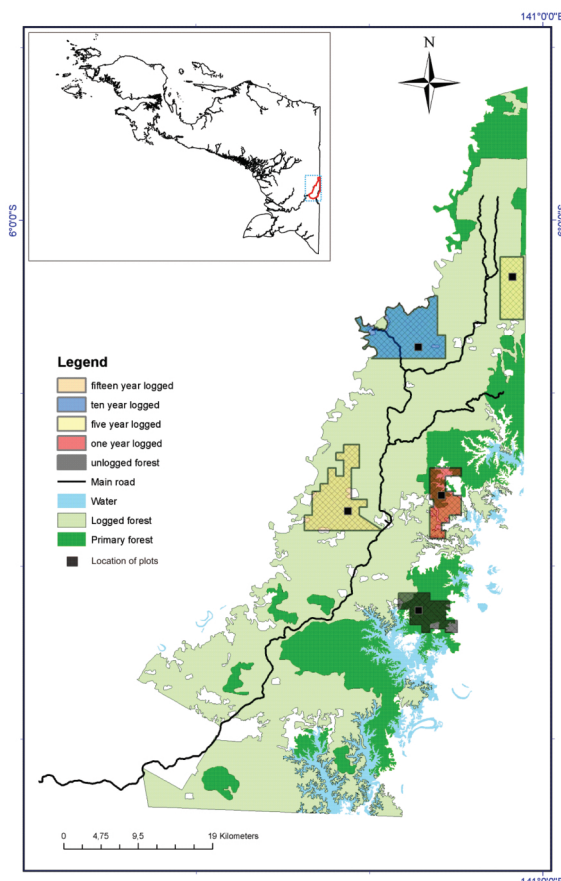 141°0'0"E
N
6°0'0"S
Legend
fifteen year logged
ten year logged
five year logged
one year logged
unlogged forest
Main road
Water
Logged forest
Primary forest
Location of plots
0 4,75 9,5 19 Kilometers